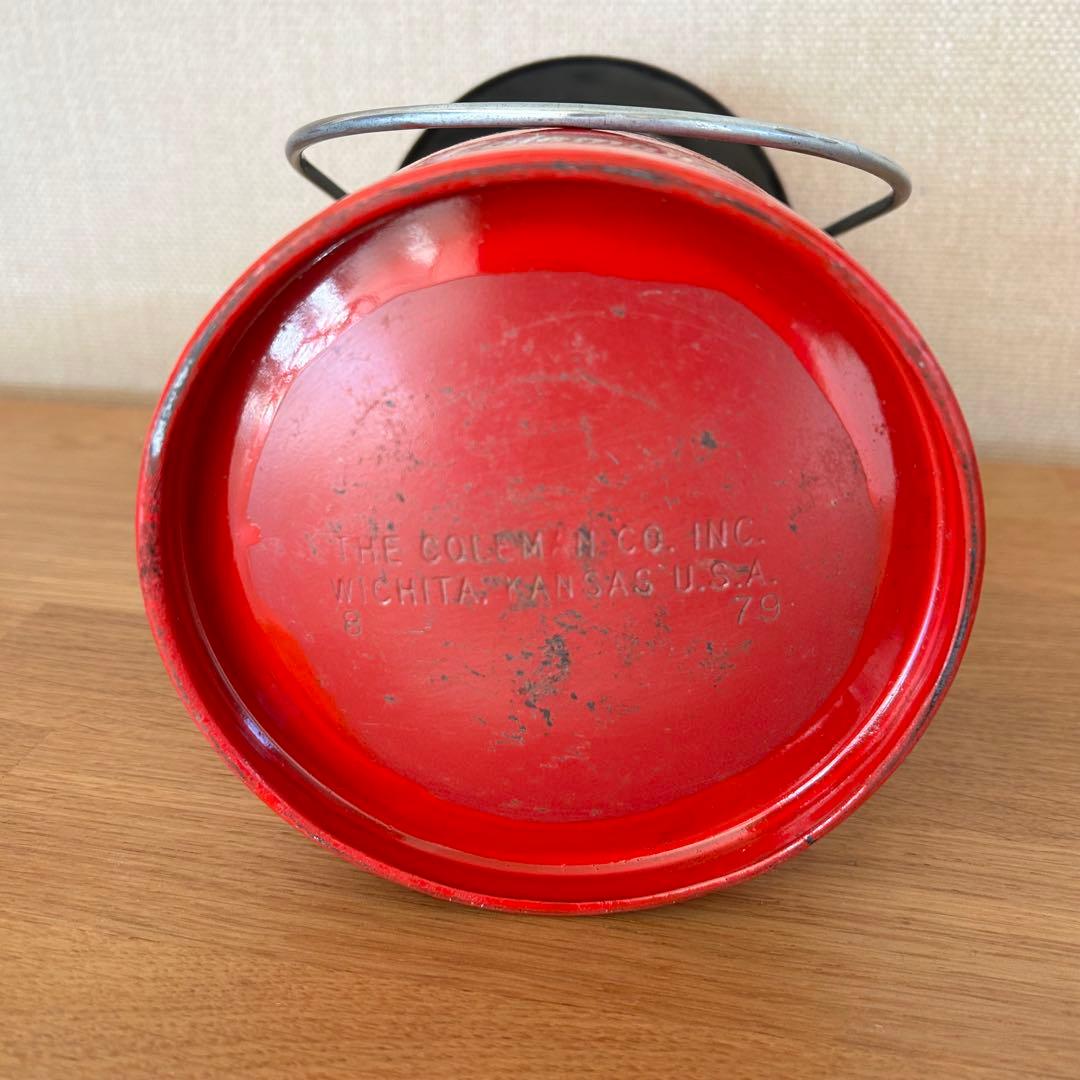 THE COLEMAN CO. INC.
WICHITA, KANSAS U.S.A.
8 79